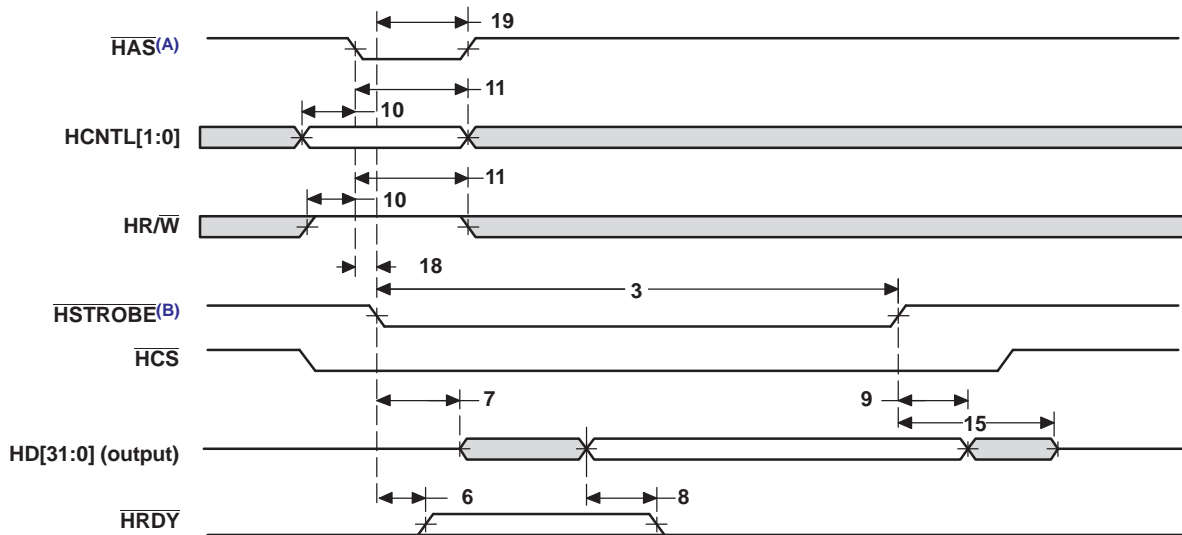 19
HAS(A)
11
10
HCNTL[1:0]
11
10
HR/W
18
3
HSTROBE(B)
HCS
7
9
15
HD[31:0] (output)
6
8
HRDY